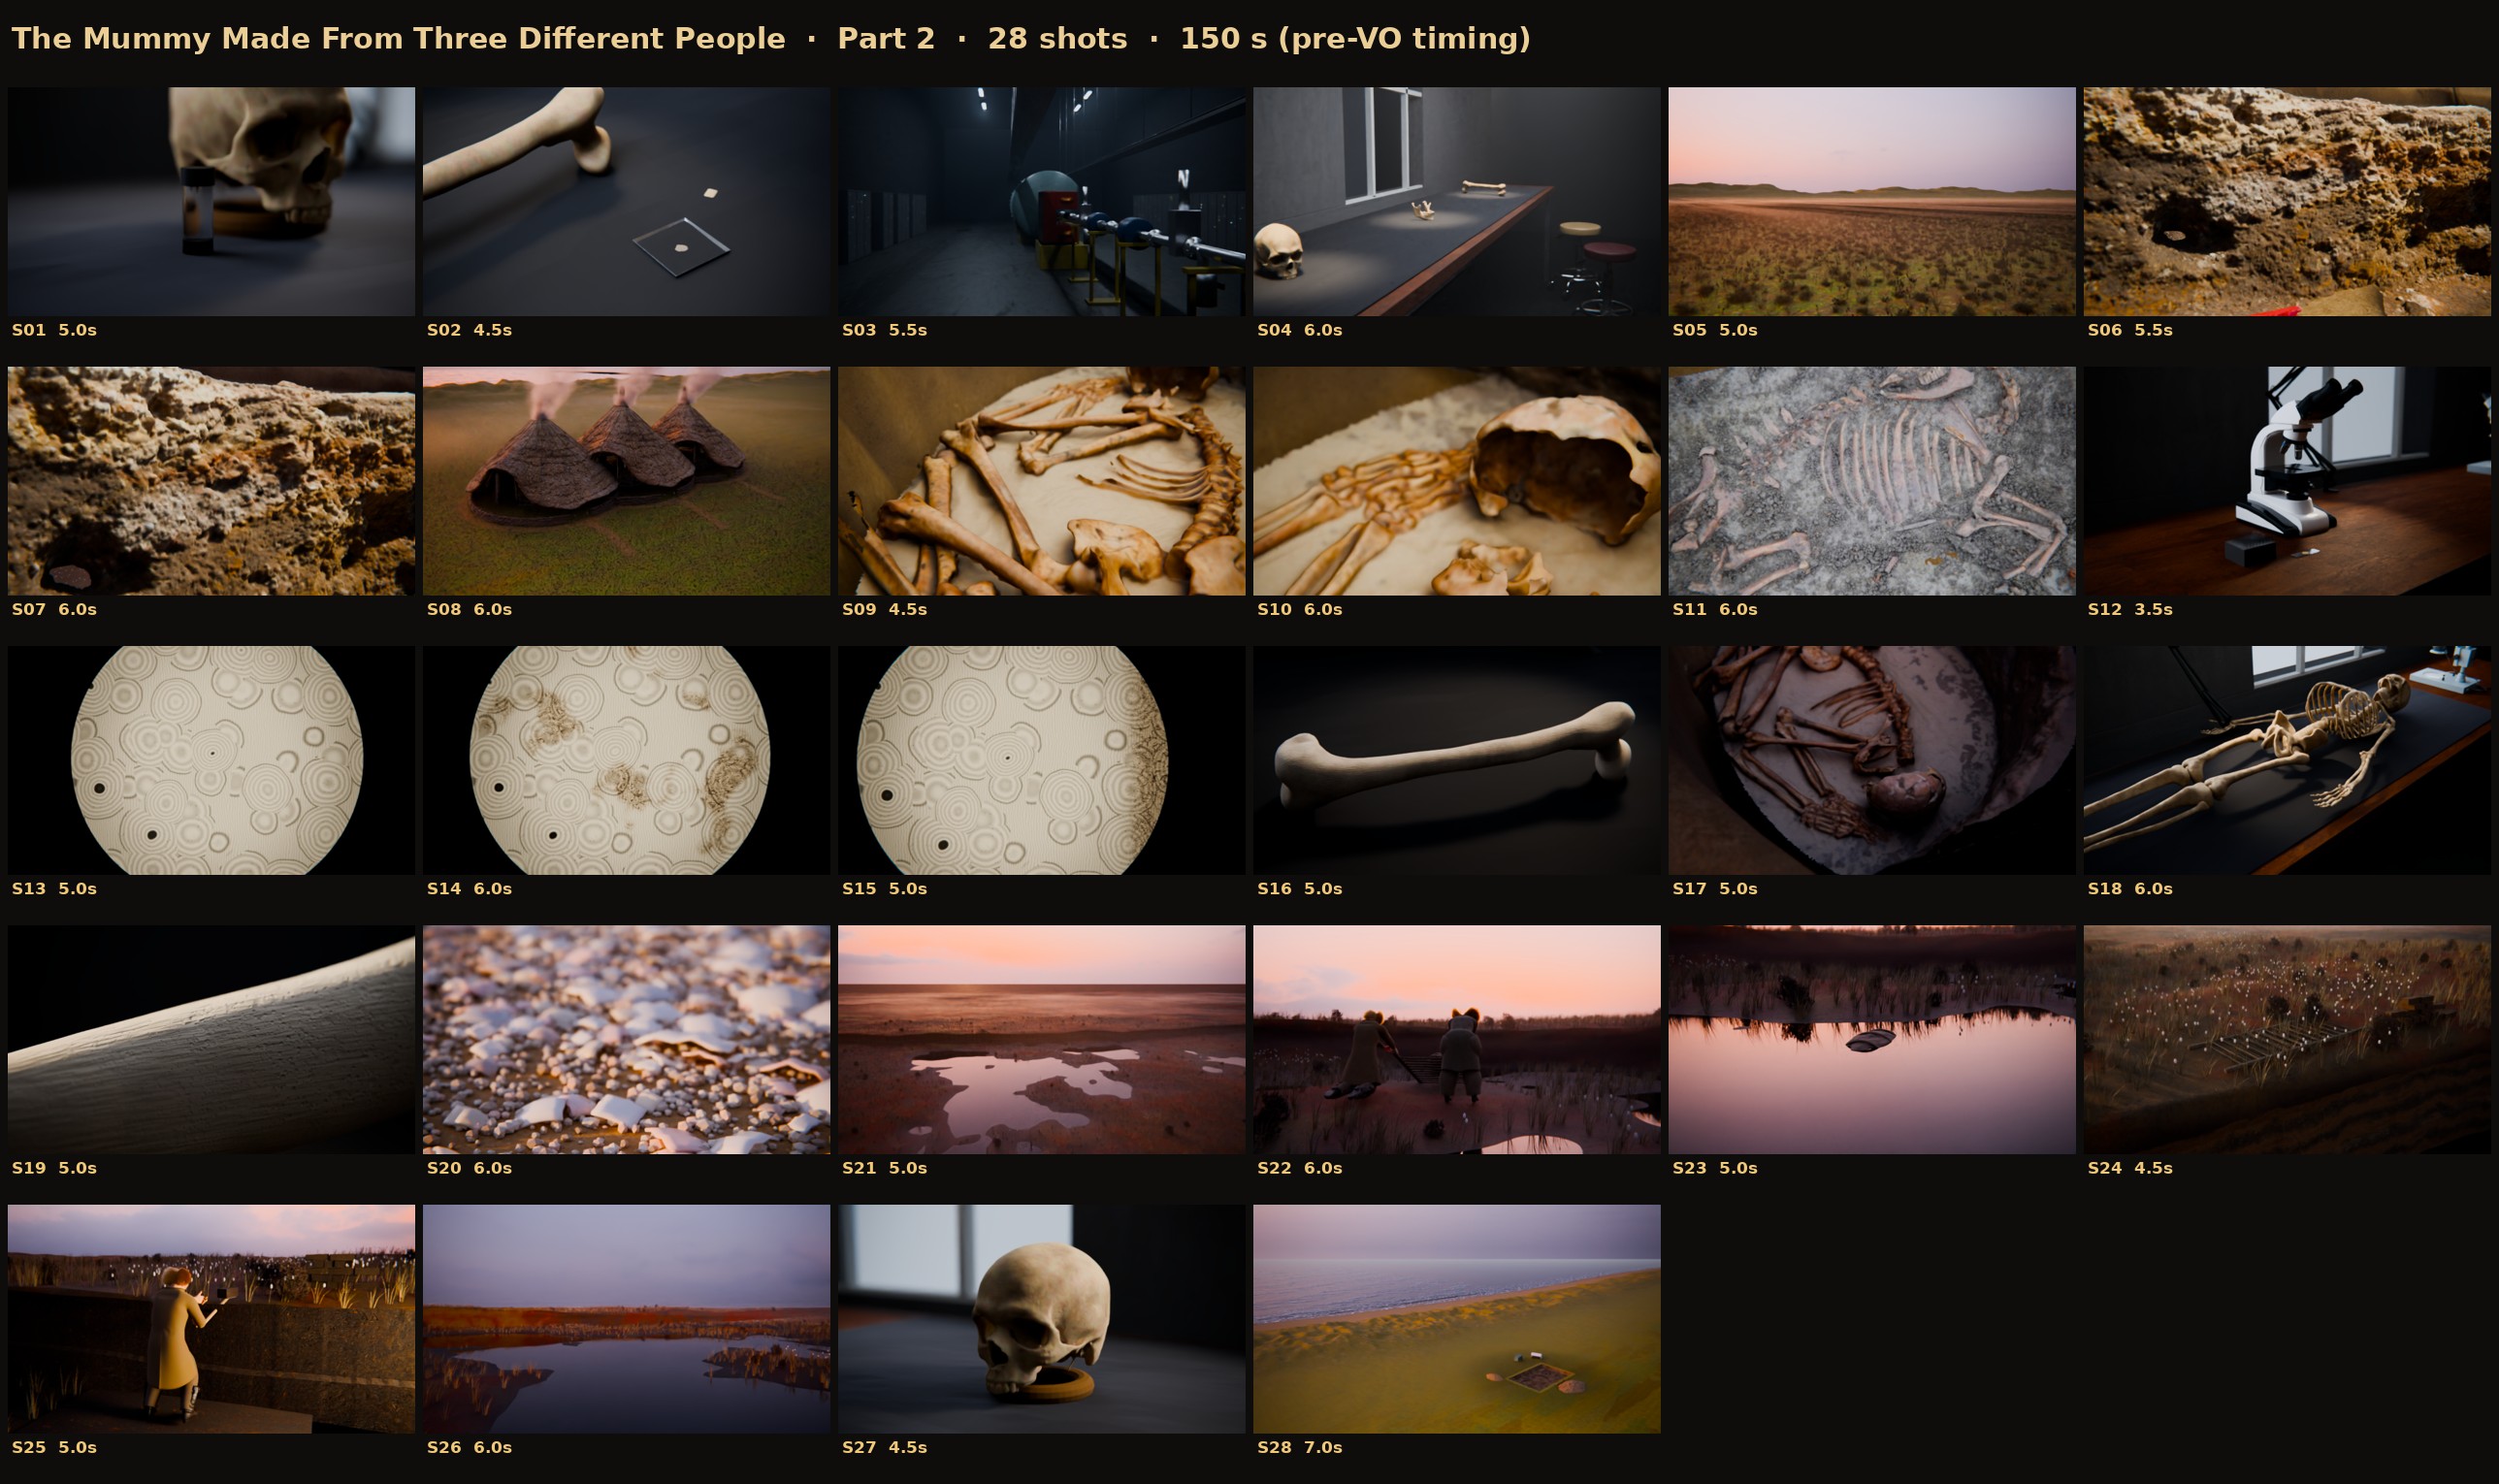 The Mummy Made From Three Different People · Part 2 · 28 shots · 150 s (pre-VO timing)
S01 5.0s
S02 4.5s
S03 5.5s
S04 6.0s
S05 5.0s
S06 5.5s
S07 6.0s
S08 6.0s
S09 4.5s
S10 6.0s
S11 6.0s
S12 3.5s
S13 5.0s
S14 6.0s
S15 5.0s
S16 5.0s
S17 5.0s
S18 6.0s
S19 5.0s
S20 6.0s
S21 5.0s
S22 6.0s
S23 5.0s
S24 4.5s
S25 5.0s
S26 6.0s
S27 4.5s
S28 7.0s